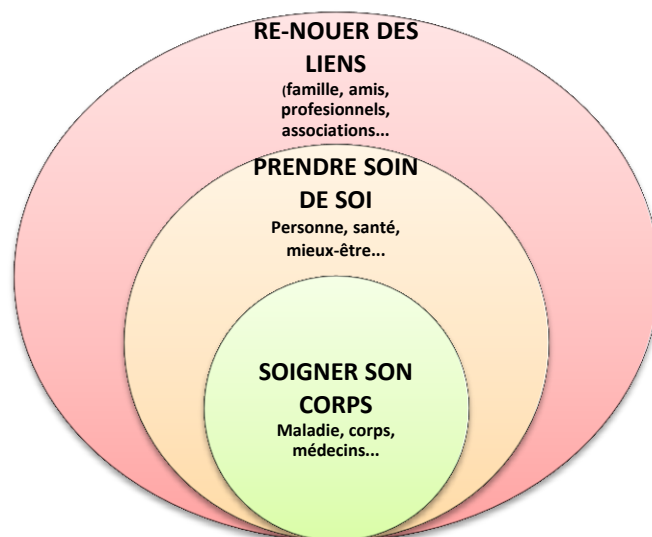 RE-NOUER DES
LIENS
(famille, amis,
profesionnels,
associations...
PRENDRE SOIN
DE SOI
Personne, santé,
mieux-être...
SOIGNER SON
CORPS
Maladie, corps,
médecins...